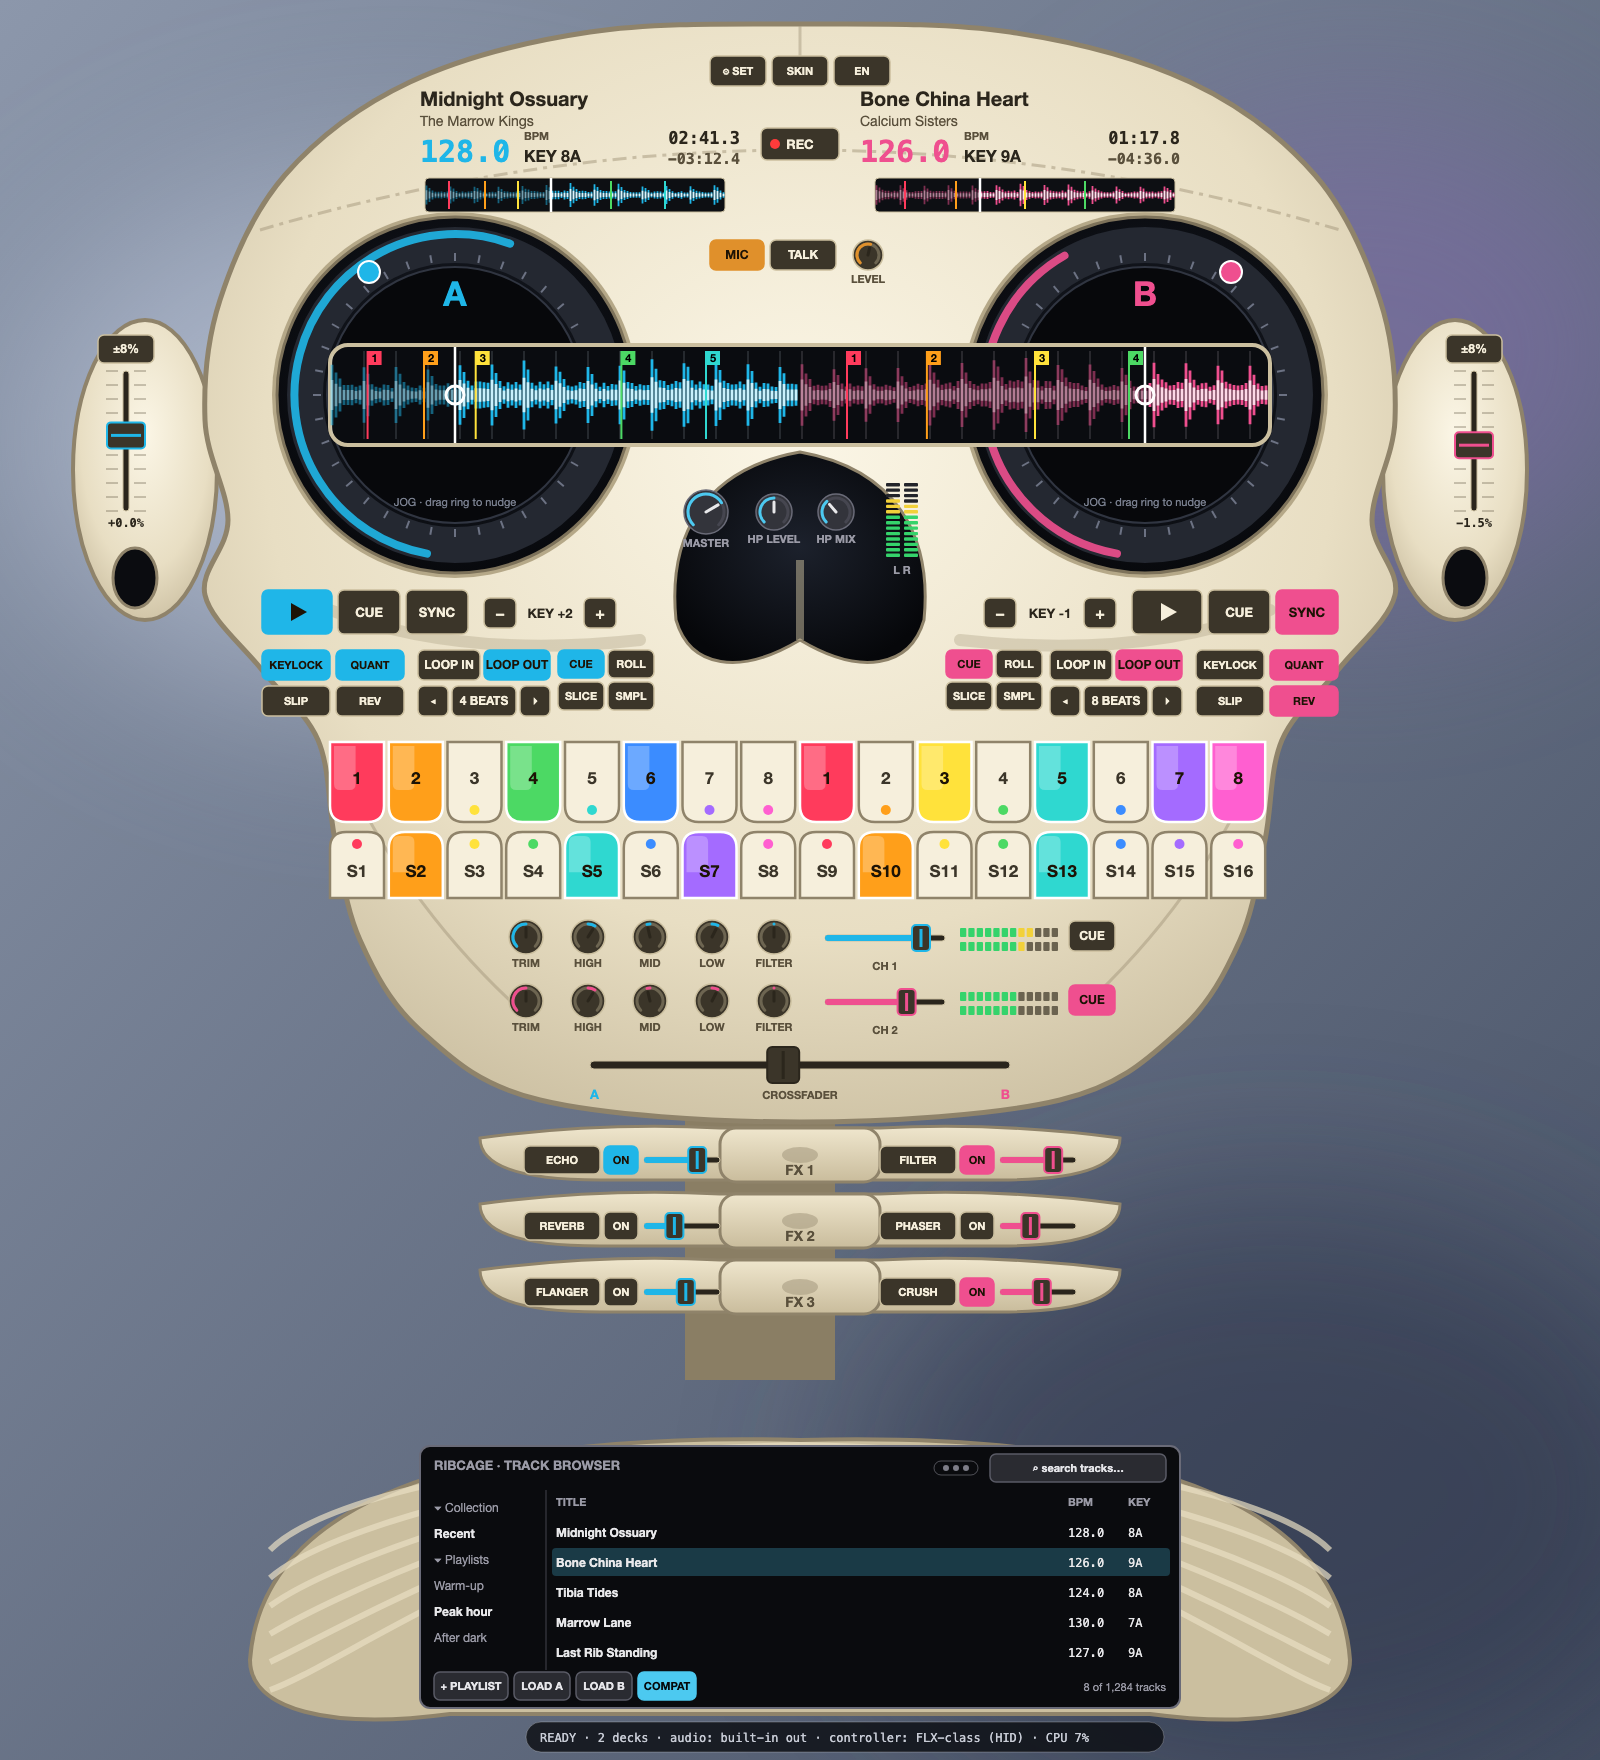 ⚙ SET SKIN EN
Midnight Ossuary
The Marrow Kings
128.0 BPM KEY 8A
02:41.3
−03:12.4
REC
Bone China Heart
Calcium Sisters
126.0 BPM KEY 9A
01:17.8
−04:36.0
MIC TALK LEVEL
A
B
±8%
±8%
1 2 3 4 5 1 2 3 4
JOG · drag ring to nudge
JOG · drag ring to nudge
+0.0%
−1.5%
MASTER HP LEVEL HP MIX L R
CUE SYNC − KEY +2 +
− KEY -1 + CUE SYNC
KEYLOCK QUANT LOOP IN LOOP OUT CUE ROLL
SLIP REV ◂ 4 BEATS ▸ SLICE SMPL
CUE ROLL LOOP IN LOOP OUT KEYLOCK QUANT
SLICE SMPL ◂ 8 BEATS ▸ SLIP REV
1 2 3 4 5 6 7 8 1 2 3 4 5 6 7 8
S1 S2 S3 S4 S5 S6 S7 S8 S9 S10 S11 S12 S13 S14 S15 S16
TRIM HIGH MID LOW FILTER CH 1 CUE
TRIM HIGH MID LOW FILTER CH 2 CUE
A CROSSFADER B
ECHO ON FX 1 FILTER ON
REVERB ON FX 2 PHASER ON
FLANGER ON FX 3 CRUSH ON
RIBCAGE · TRACK BROWSER
⌕ search tracks...
▾ Collection
Recent
▾ Playlists
Warm-up
Peak hour
After dark
TITLE BPM KEY
Midnight Ossuary 128.0 8A
Bone China Heart 126.0 9A
Tibia Tides 124.0 8A
Marrow Lane 130.0 7A
Last Rib Standing 127.0 9A
+ PLAYLIST LOAD A LOAD B COMPAT
8 of 1,284 tracks
READY · 2 decks · audio: built-in out · controller: FLX-class (HID) · CPU 7%